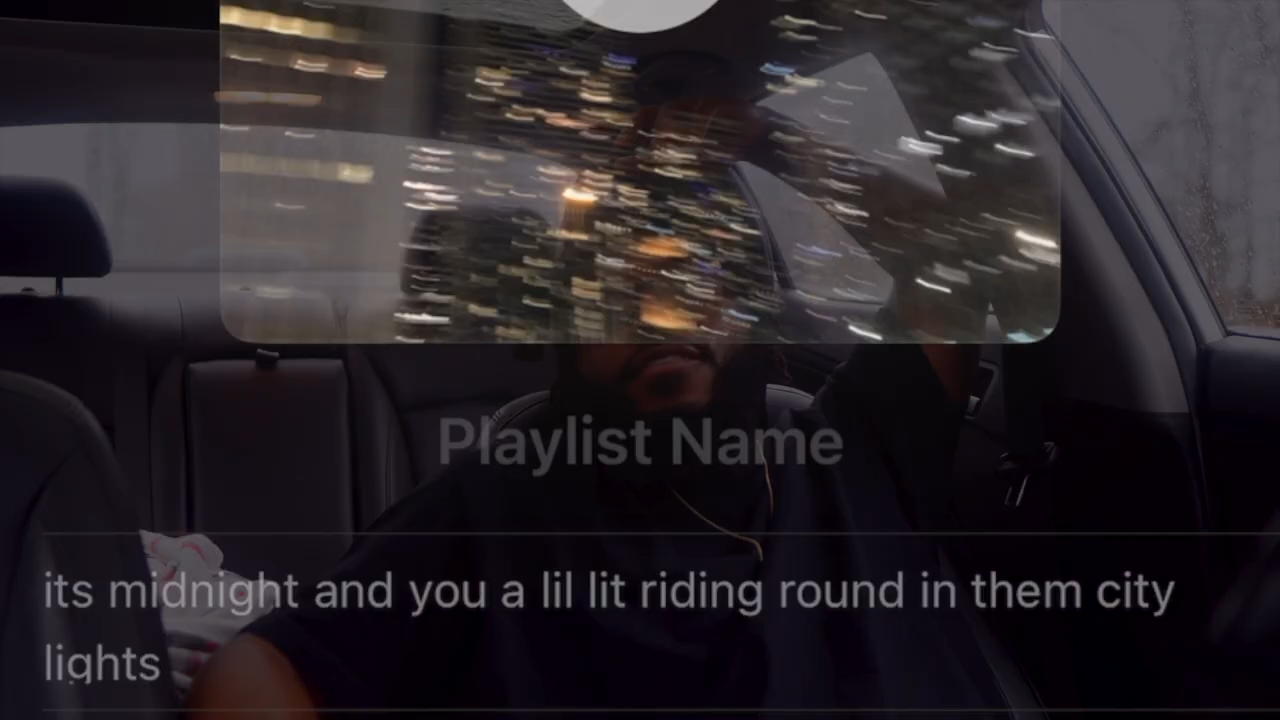 Playlist Name
its midnight and you a lil lit riding round in them city
lights